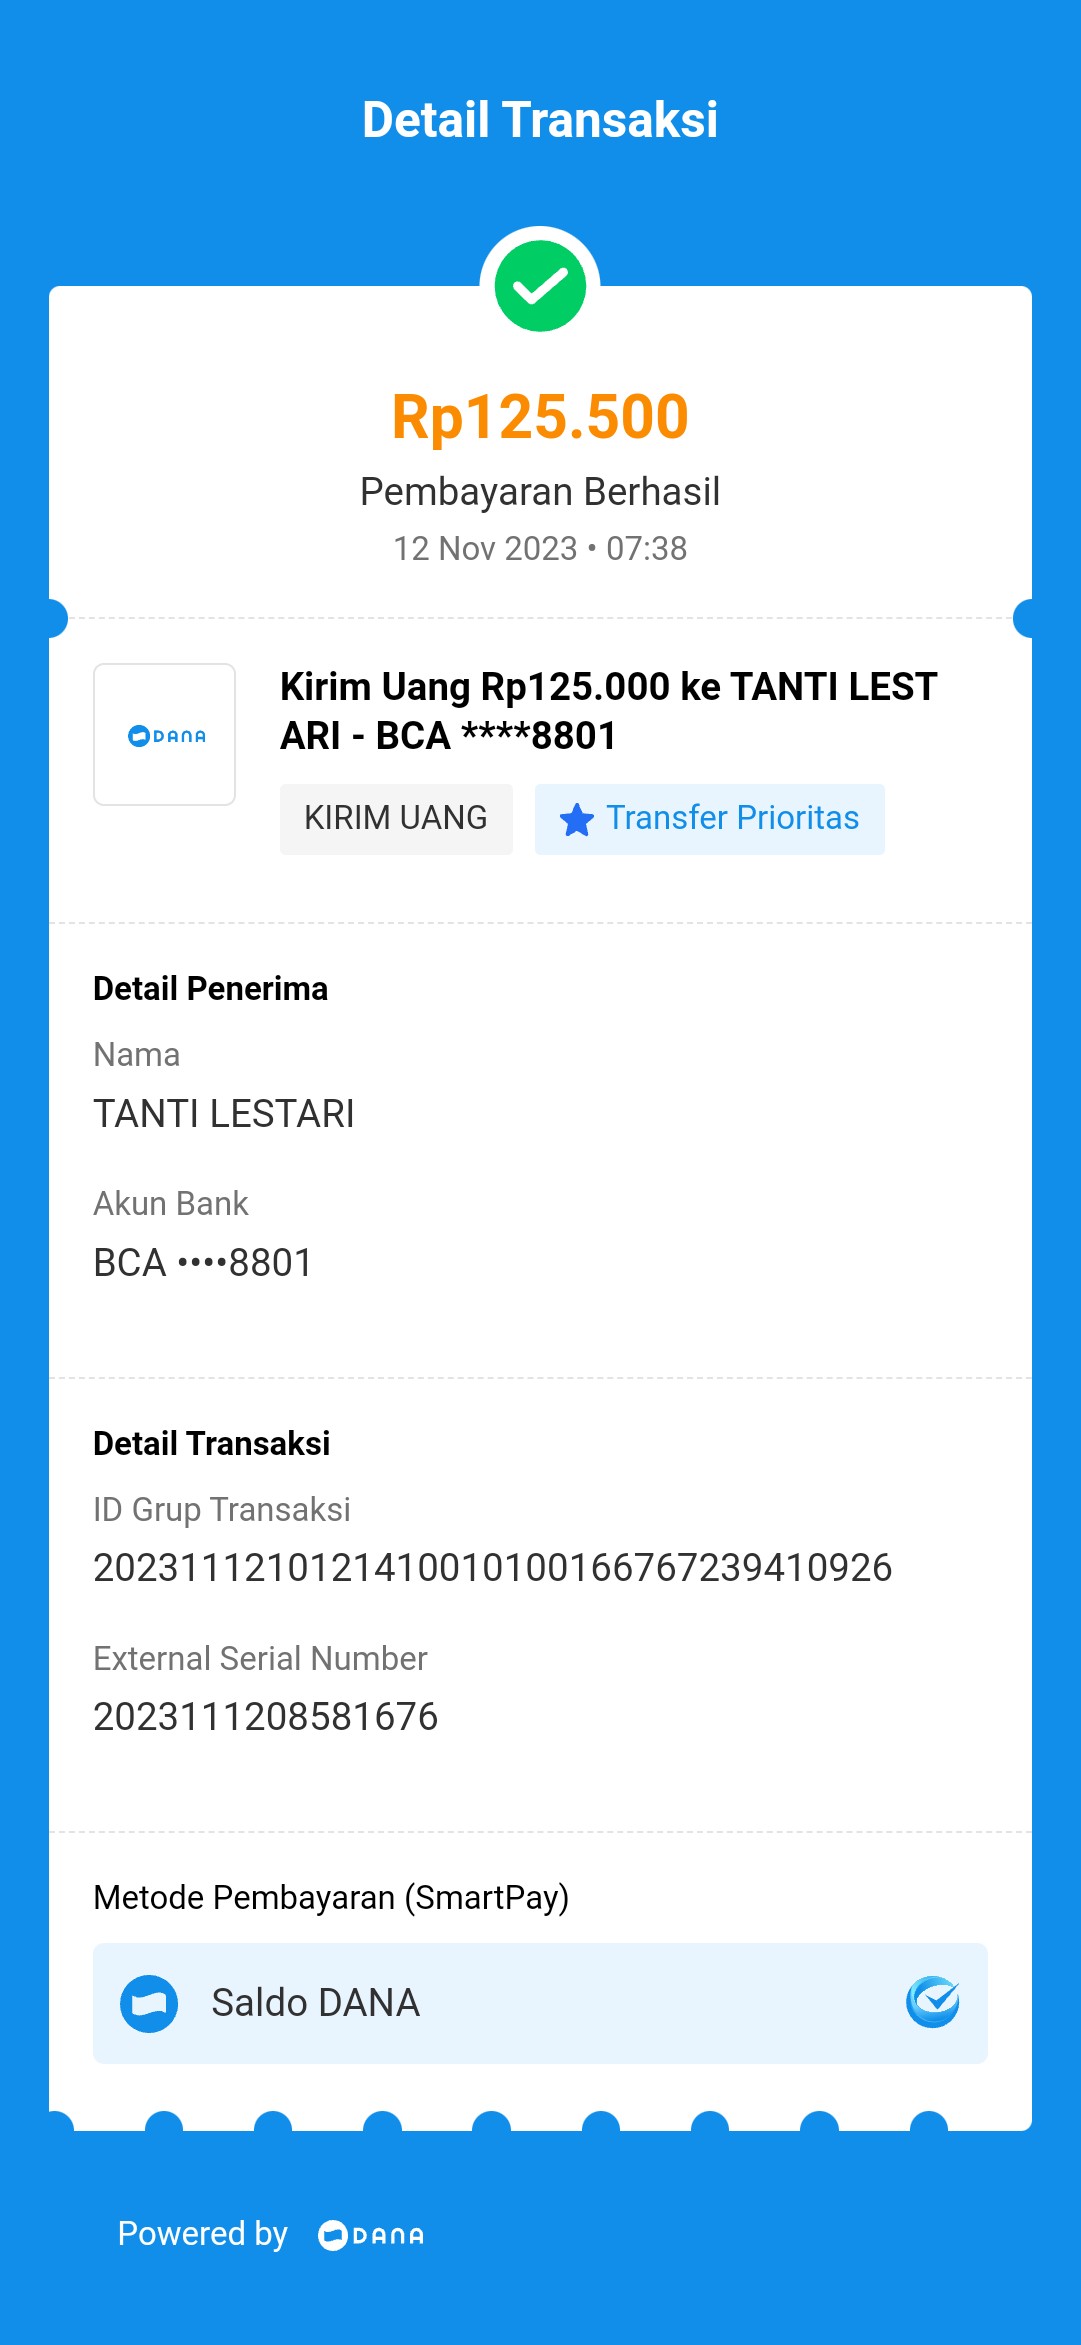 Detail Transaksi
Rp125.500
Pembayaran Berhasil
12 Nov 2023 • 07:38
DANA
Kirim Uang Rp125.000 ke TANTI LEST
ARI - BCA ****8801
KIRIM UANG
Transfer Prioritas
Detail Penerima
Nama
TANTI LESTARI
Akun Bank
BCA ••••8801
Detail Transaksi
ID Grup Transaksi
2023111210121410010100166767239410926
External Serial Number
2023111208581676
Metode Pembayaran (SmartPay)
Saldo DANA
Powered by DANA